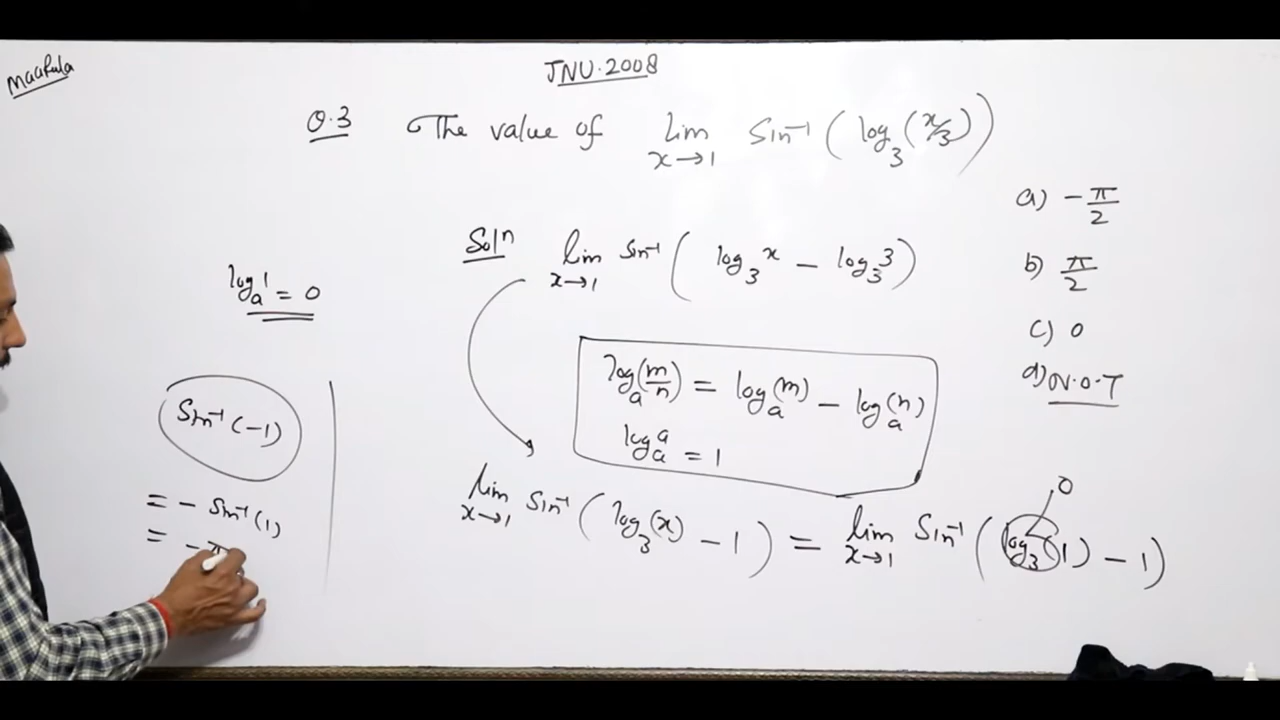 Maarula
JNU·2008
Q.3 The value of lim x→1 Sin⁻¹(log₃(x/3))
a) -π/2
b) π/2
c) 0
d) N.O.T
Solⁿ lim x→1 Sin⁻¹(log₃x - log₃3)
logₐ1 = 0
logₐ(m/n) = logₐ(m) - logₐ(n)
logₐa = 1
Sin⁻¹(-1)
= - Sin⁻¹(1)
= - π
0
lim x→1 Sin⁻¹(log₃(x) - 1) = lim x→1 Sin⁻¹(log₃(1) - 1)